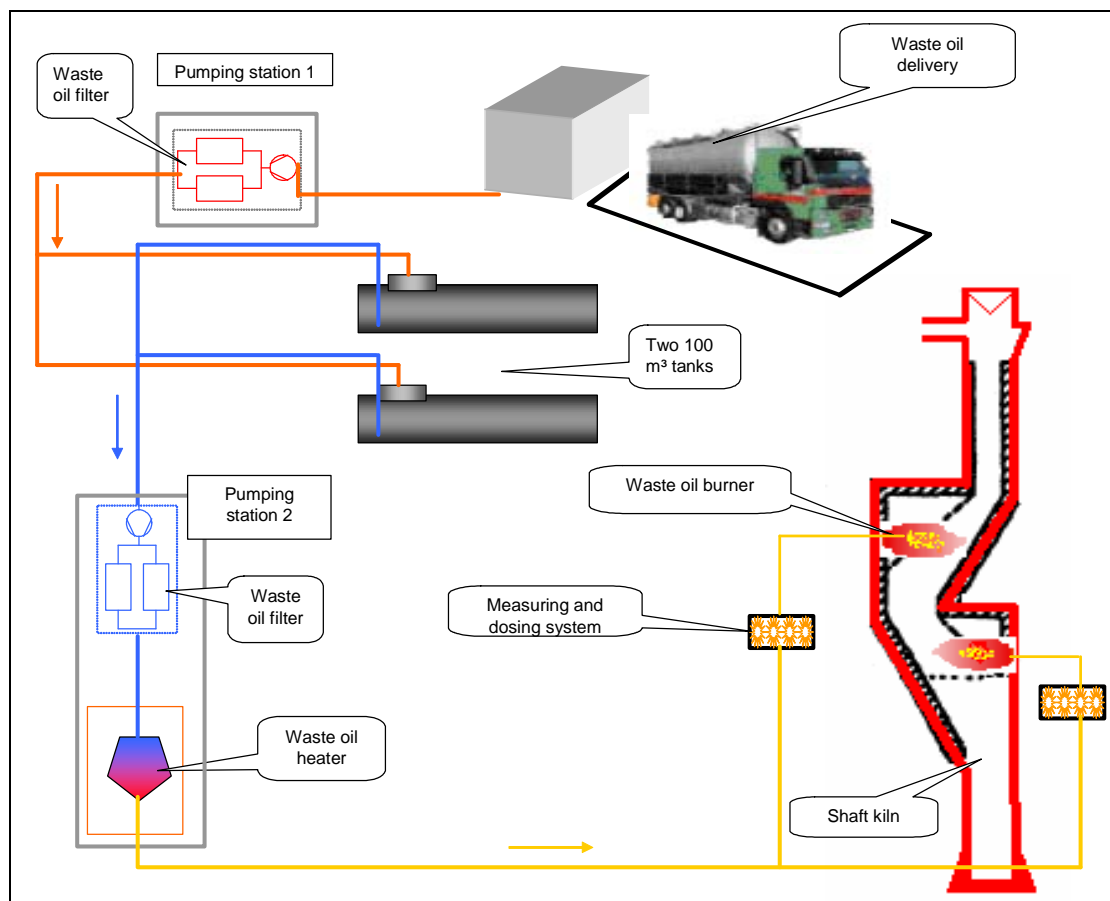 Waste
oil filter
Pumping station 1
Waste oil
delivery
Two 100
m³ tanks
Waste oil burner
Pumping
station 2
Waste
oil filter
Measuring and
dosing system
Waste oil
heater
Shaft kiln